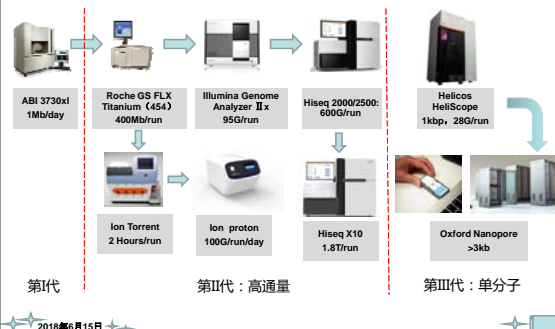 ABI 3730xl
1Mb/day
Roche GS FLX
Titanium（454）
400Mb/run
Illumina Genome
Analyzer Ⅱx
95G/run
Hiseq 2000/2500:
600G/run
Helicos
HeliScope
1kbp，28G/run
Ion Torrent
2 Hours/run
Ion proton
100G/run/day
Hiseq X10
1.8T/run
Oxford Nanopore
>3kb
第I代
第II代：高通量
第III代：单分子
2018年6月15日